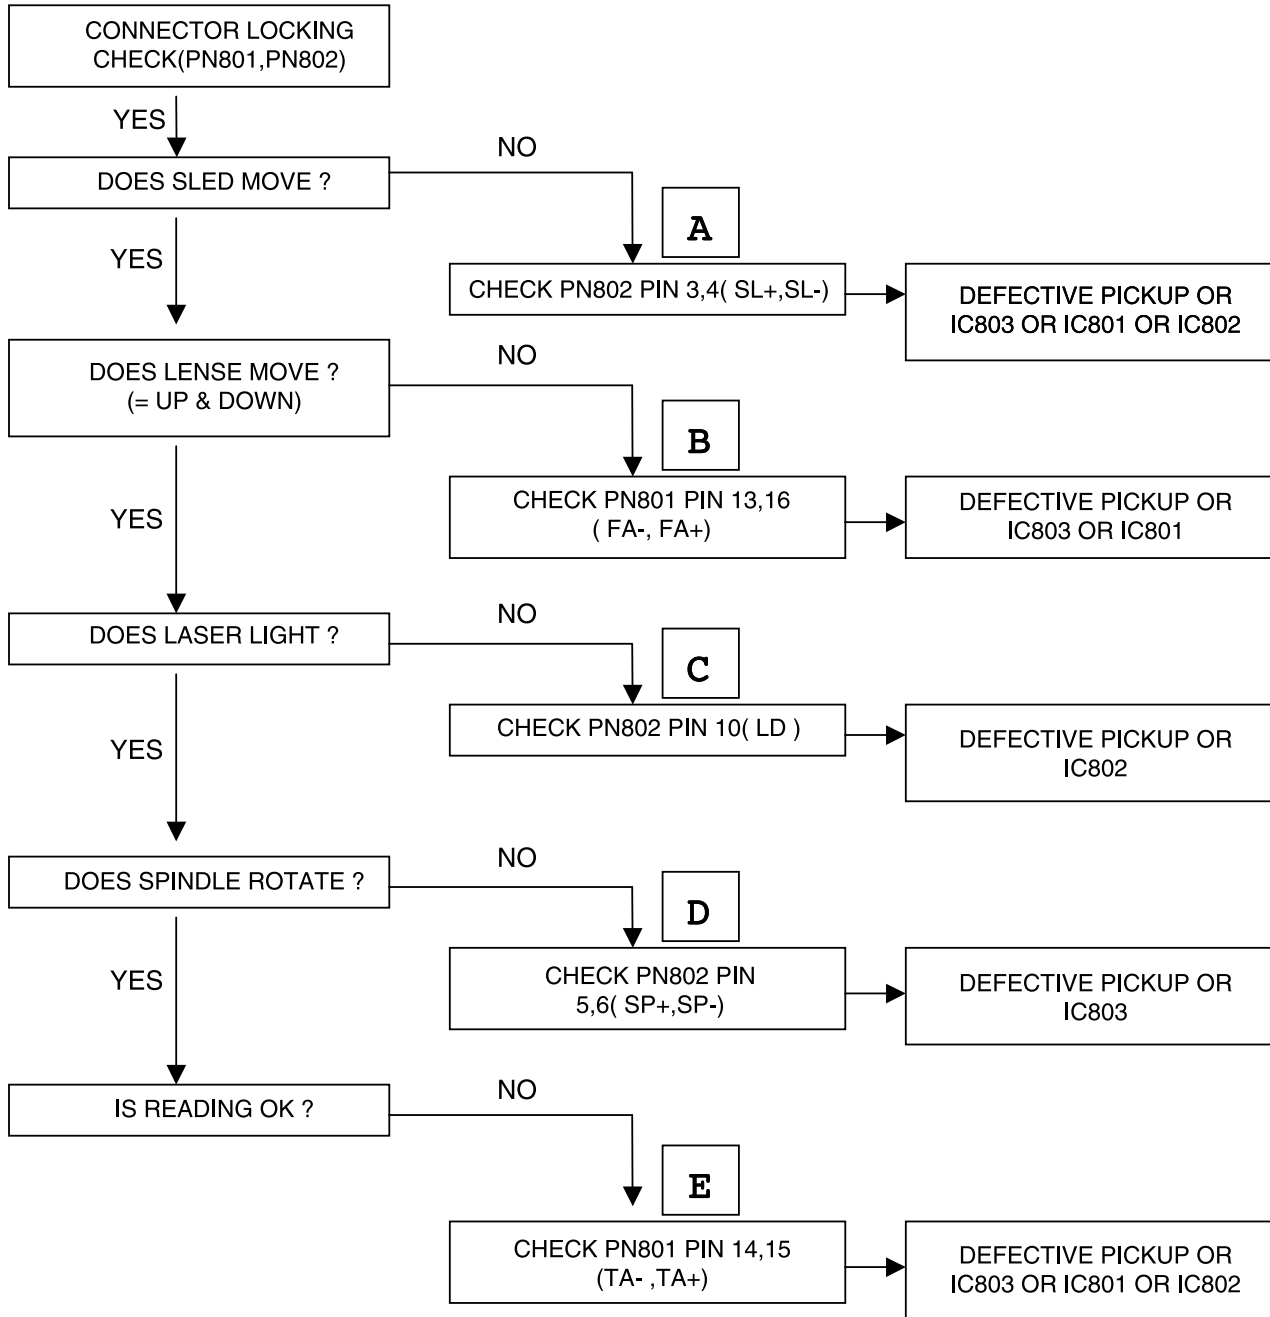 CONNECTOR LOCKING
CHECK(PN801,PN802)
YES
NO
DOES SLED MOVE ?
A
YES
CHECK PN802 PIN 3,4( SL+,SL-)
DEFECTIVE PICKUP OR
IC803 OR IC801 OR IC802
NO
DOES LENSE MOVE ?
(= UP & DOWN)
B
YES
CHECK PN801 PIN 13,16
( FA-, FA+)
DEFECTIVE PICKUP OR
IC803 OR IC801
NO
DOES LASER LIGHT ?
C
YES
CHECK PN802 PIN 10( LD )
DEFECTIVE PICKUP OR
IC802
NO
DOES SPINDLE ROTATE ?
D
YES
CHECK PN802 PIN
5,6( SP+,SP-)
DEFECTIVE PICKUP OR
IC803
NO
IS READING OK ?
E
CHECK PN801 PIN 14,15
(TA- ,TA+)
DEFECTIVE PICKUP OR
IC803 OR IC801 OR IC802